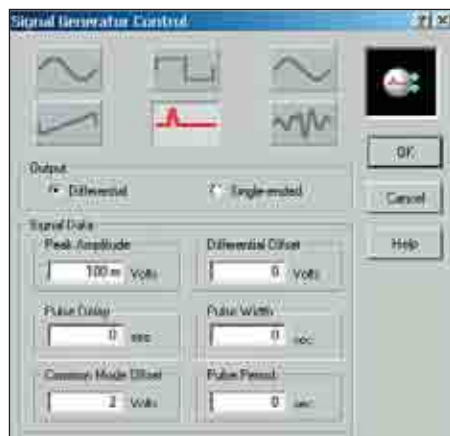 Signal Generator Control
OK
Output
Differential
Single-ended
Cancel
Signal Data
Help
Peak Amplitude
Differential Offset
100 m Volts
0 Volts
Pulse Delay
Pulse Width
0 sec
0 sec
Common Mode Offset
Pulse Period
2 Volts
0 sec